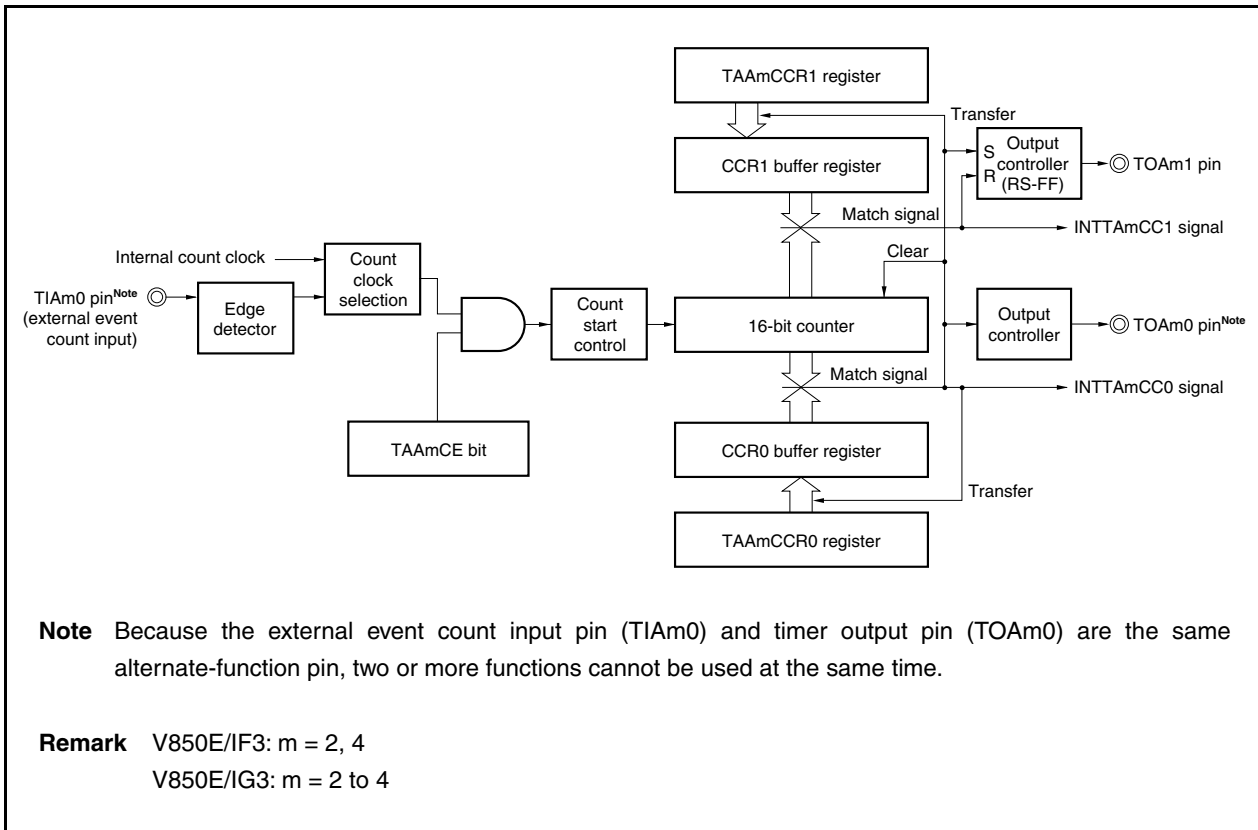 TAAmCCR1 register
Transfer
CCR1 buffer register
S
R
Output
controller
(RS-FF)
TOAm1 pin
Match signal
INTTAmCC1 signal
Internal count clock
Count
clock
selection
Clear
TIAm0 pinNote
(external event
count input)
Edge
detector
Count
start
control
16-bit counter
Output
controller
TOAm0 pinNote
Match signal
INTTAmCC0 signal
TAAmCE bit
CCR0 buffer register
Transfer
TAAmCCR0 register
Note Because the external event count input pin (TIAm0) and timer output pin (TOAm0) are the same
alternate-function pin, two or more functions cannot be used at the same time.
Remark V850E/IF3: m = 2, 4
V850E/IG3: m = 2 to 4